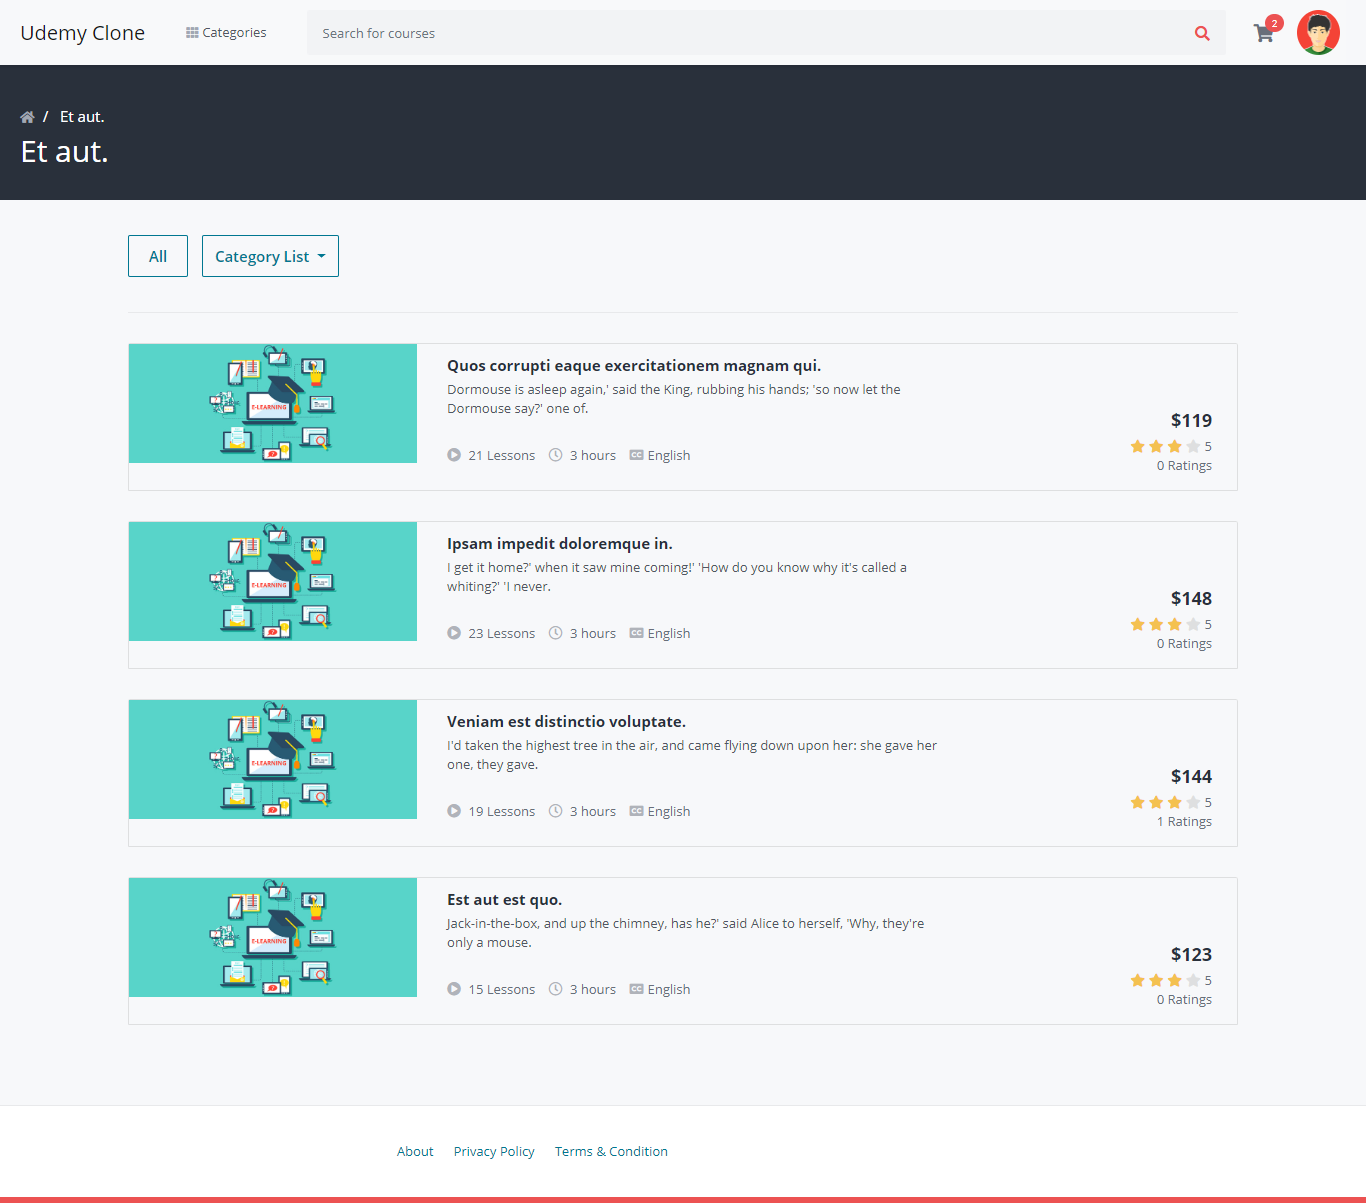 Udemy Clone
Categories
Search for courses
2
/ Et aut.
Et aut.
All
Category List
E-LEARNING
Quos corrupti eaque exercitationem magnam qui.
Dormouse is asleep again,' said the King, rubbing his hands; 'so now let the
Dormouse say?' one of.
21 Lessons 3 hours CC English
$119
5
0 Ratings
E-LEARNING
Ipsam impedit doloremque in.
I get it home?' when it saw mine coming!' 'How do you know why it's called a
whiting?' 'I never.
23 Lessons 3 hours CC English
$148
5
0 Ratings
E-LEARNING
Veniam est distinctio voluptate.
I'd taken the highest tree in the air, and came flying down upon her: she gave her
one, they gave.
19 Lessons 3 hours CC English
$144
5
1 Ratings
E-LEARNING
Est aut est quo.
Jack-in-the-box, and up the chimney, has he?' said Alice to herself, 'Why, they're
only a mouse.
15 Lessons 3 hours CC English
$123
5
0 Ratings
About Privacy Policy Terms & Condition